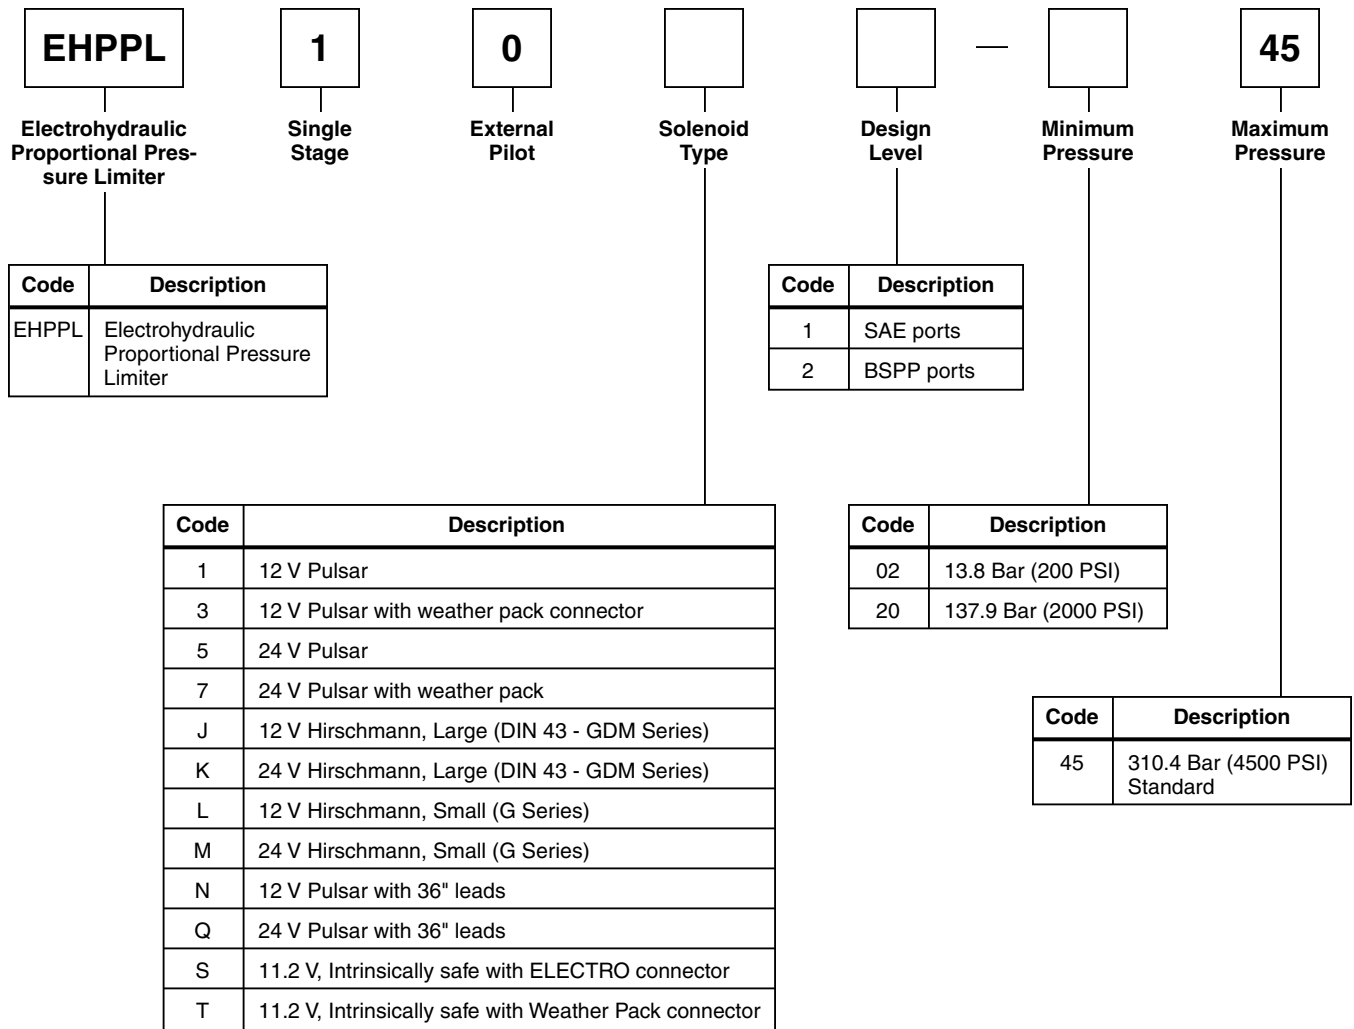 EHPPL 1 0 — 45
Electrohydraulic
Proportional Pres-
sure Limiter
Single
Stage
External
Pilot
Solenoid
Type
Design
Level
Minimum
Pressure
Maximum
Pressure
Code Description
EHPPL Electrohydraulic
Proportional Pressure
Limiter
Code Description
1 SAE ports
2 BSPP ports
Code Description
1 12 V Pulsar
3 12 V Pulsar with weather pack connector
5 24 V Pulsar
7 24 V Pulsar with weather pack
J 12 V Hirschmann, Large (DIN 43 - GDM Series)
K 24 V Hirschmann, Large (DIN 43 - GDM Series)
L 12 V Hirschmann, Small (G Series)
M 24 V Hirschmann, Small (G Series)
N 12 V Pulsar with 36" leads
Q 24 V Pulsar with 36" leads
S 11.2 V, Intrinsically safe with ELECTRO connector
T 11.2 V, Intrinsically safe with Weather Pack connector
Code Description
02 13.8 Bar (200 PSI)
20 137.9 Bar (2000 PSI)
Code Description
45 310.4 Bar (4500 PSI)
Standard